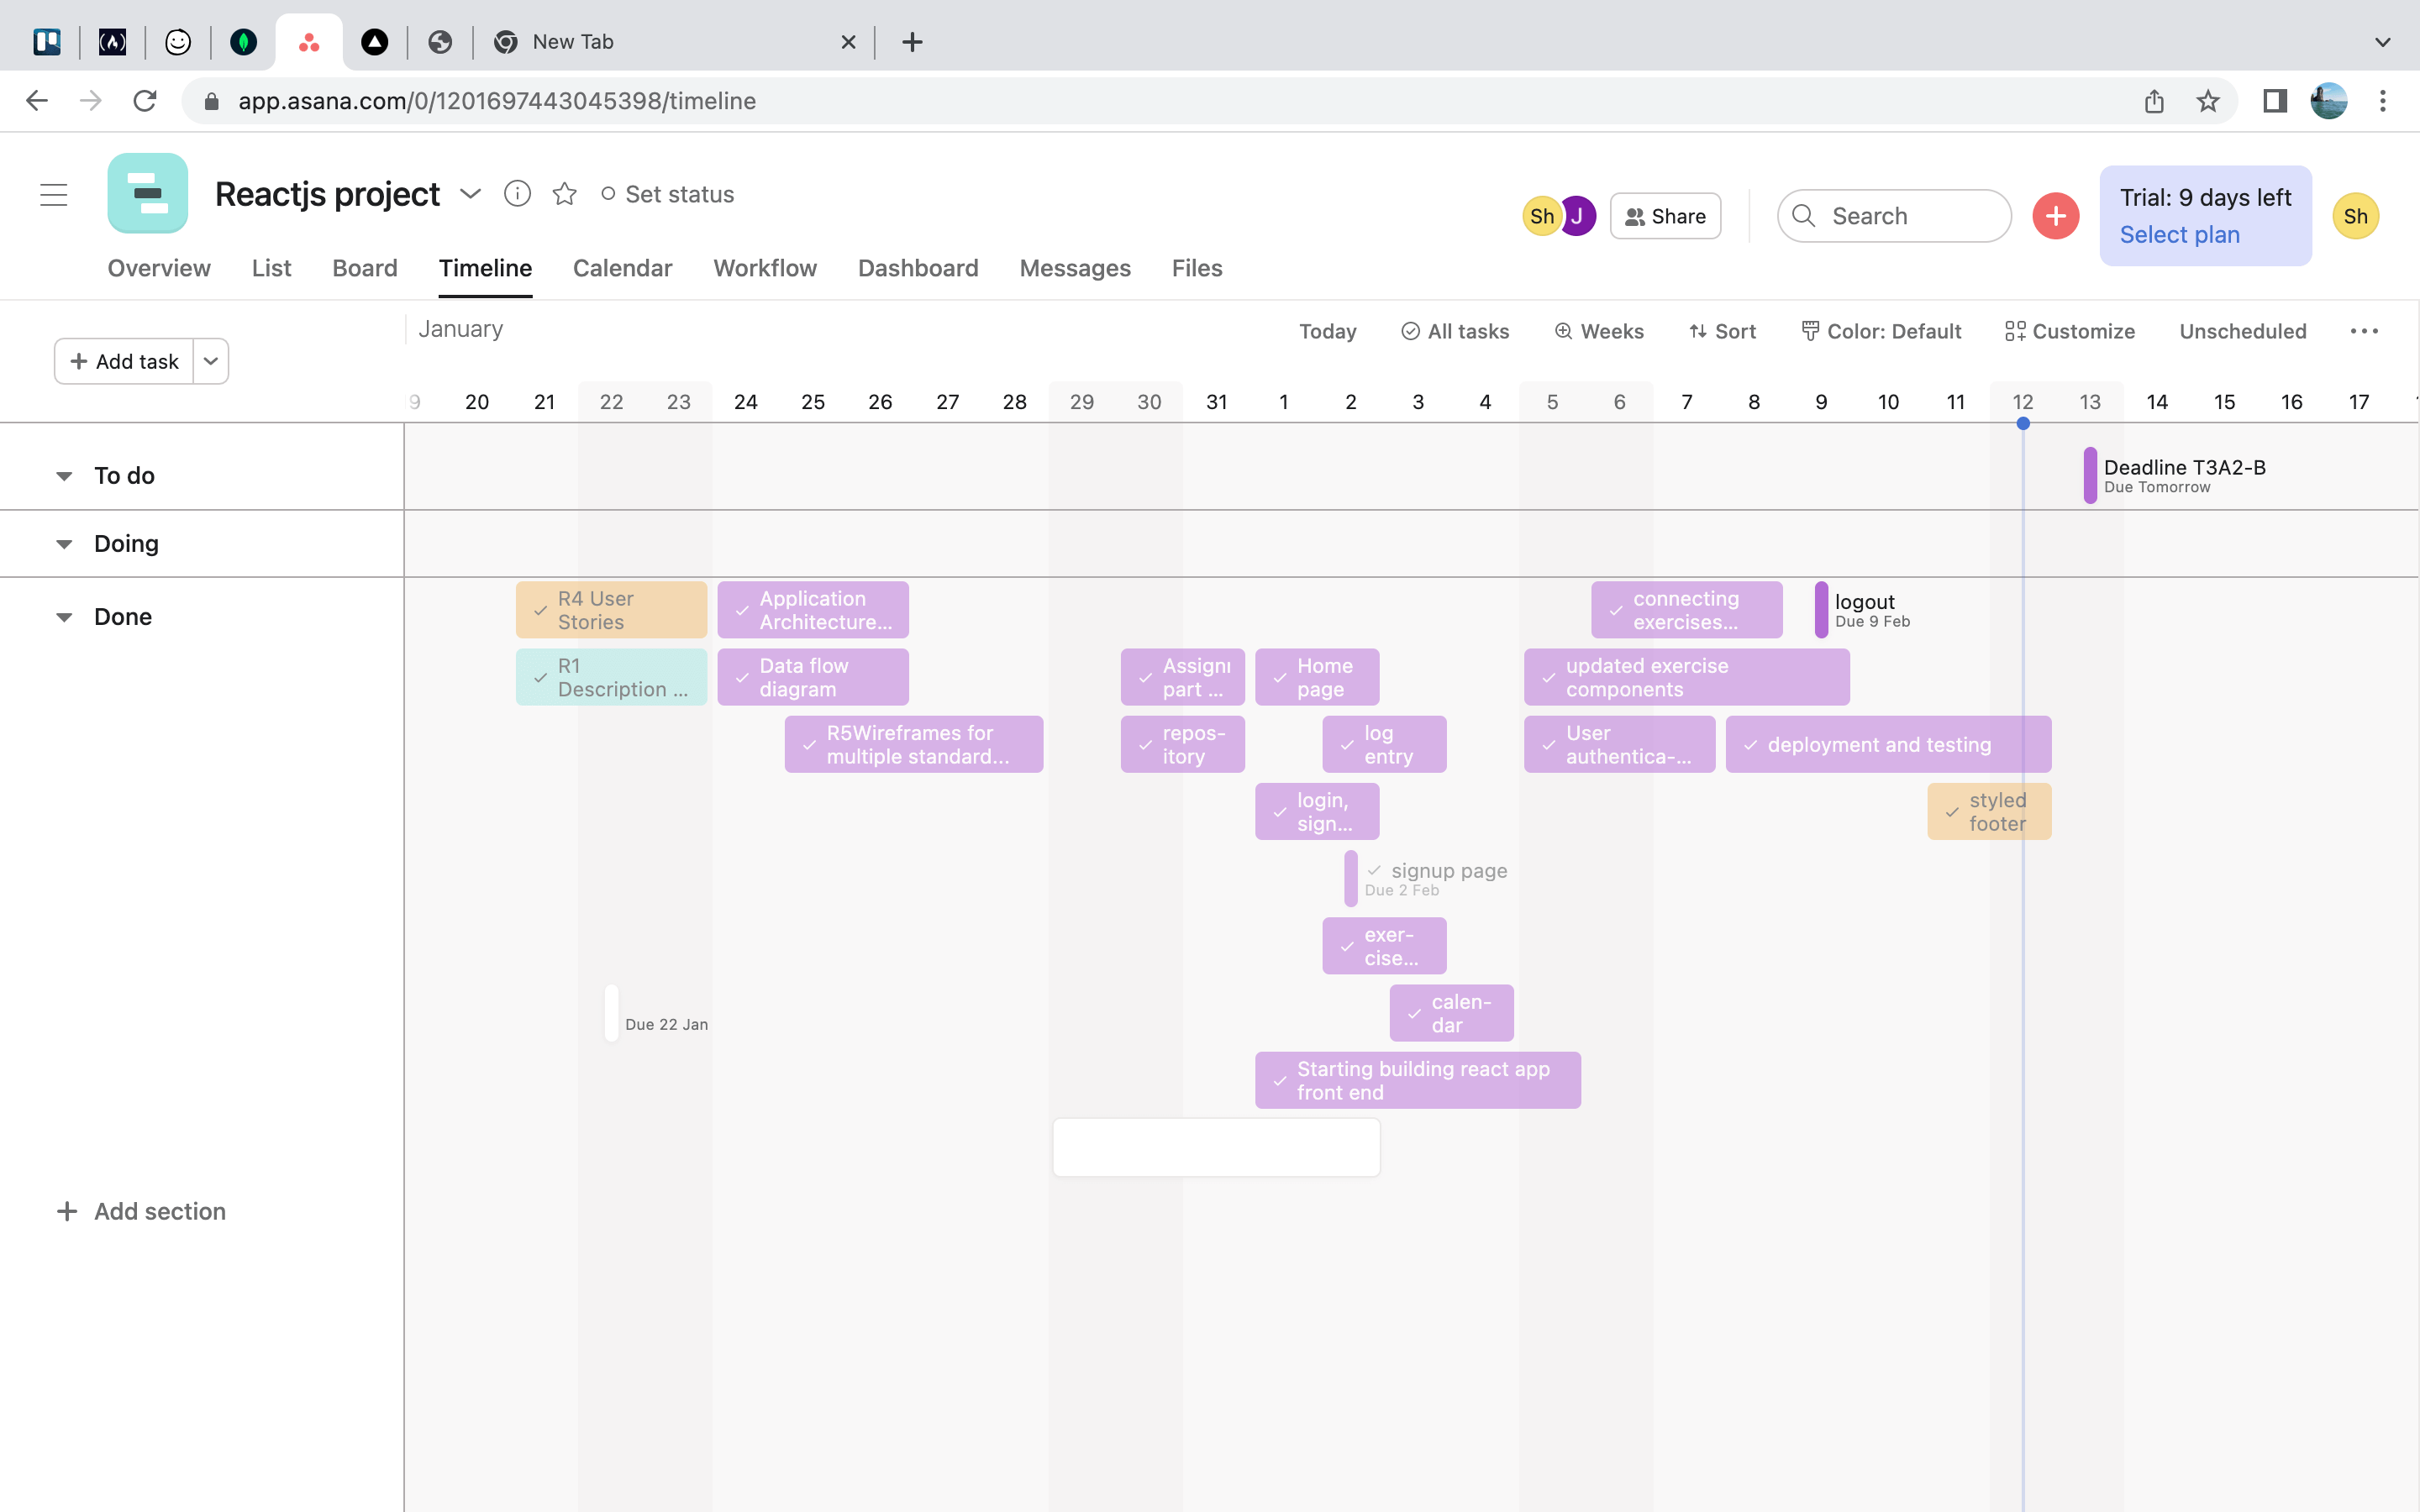 New Tab
app.asana.com/0/1201697443045398/timeline
Reactjs project
Set status
Sh
J
Share
Search
Trial: 9 days left
Select plan
Sh
Overview
List
Board
Timeline
Calendar
Workflow
Dashboard
Messages
Files
Add task
January
Today
All tasks
Weeks
Sort
Color: Default
Customize
Unscheduled
9 20 21 22 23 24 25 26 27 28 29 30 31 1 2 3 4 5 6 7 8 9 10 11 12 13 14 15 16 17
To do
Deadline T3A2-B
Due Tomorrow
Doing
Done
R4 User
Stories
Application
Architecture...
connecting
exercises...
logout
Due 9 Feb
R1
Description ...
Data flow
diagram
Assign
part ...
Home
page
updated exercise
components
R5Wireframes for
multiple standard...
repos-
itory
log
entry
User
authentica-...
deployment and testing
login,
sign...
styled
footer
signup page
Due 2 Feb
exer-
cise...
Due 22 Jan
calen-
dar
Starting building react app
front end
Add section